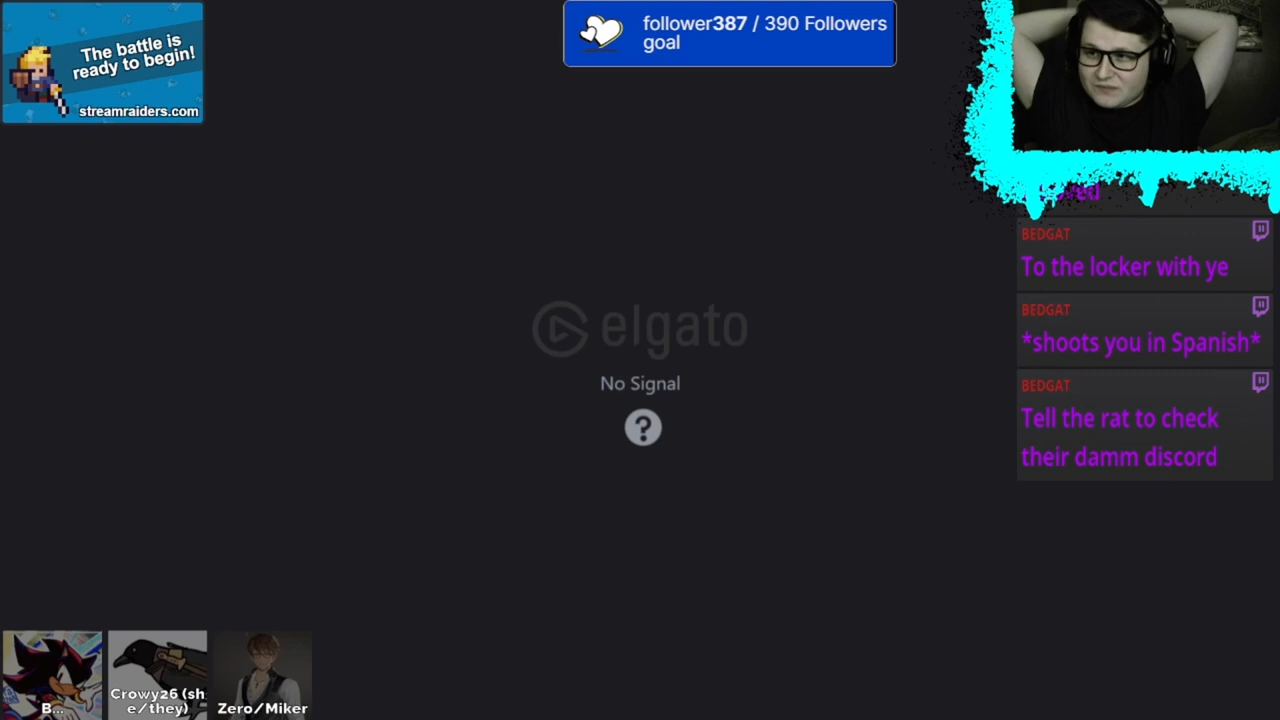 The battle is
ready to begin!
streamraiders.com
follower387 / 390 Followers
goal
BEDGAT
To the locker with ye
BEDGAT
*shoots you in Spanish*
BEDGAT
Tell the rat to check
their damm discord
elgato
No Signal
?
B...
Crowy26 (sh
e/they)
Zero/Miker